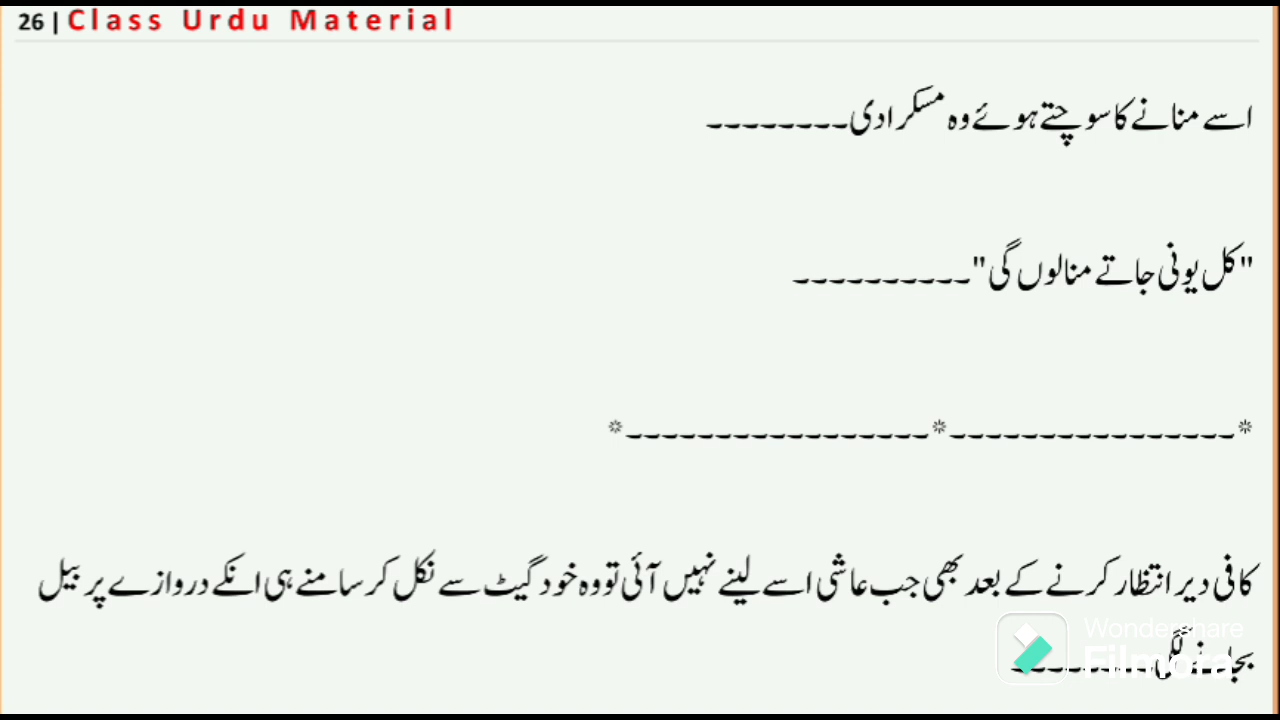 26 | Class Urdu Material
اسے منانے کا سوچتے ہوئے وہ مسکرا دی۔۔۔۔۔۔۔۔
"کل یونی جاتے منالوں گی"۔۔۔۔۔۔۔۔۔۔
*۔۔۔۔۔۔۔۔۔۔۔۔۔۔۔۔*۔۔۔۔۔۔۔۔۔۔۔۔۔۔۔۔۔*
کافی دیر انتظار کرنے کے بعد بھی جب عاشی اسے لینے نہیں آئی تو وہ خود گیٹ سے نکل کر سامنے ہی انکے دروازے پر بیل
بجانے لگی۔۔۔۔۔۔۔۔
Wondershare
Filmora